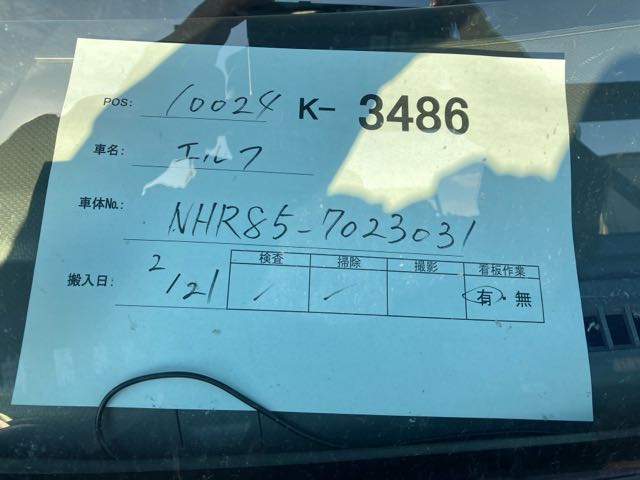 POS: 10024 K- 3486
車名: エルフ
車体No.: NHR85-7023031
搬入日: 2/21
検査 掃除 撮影 看板作業
有・無